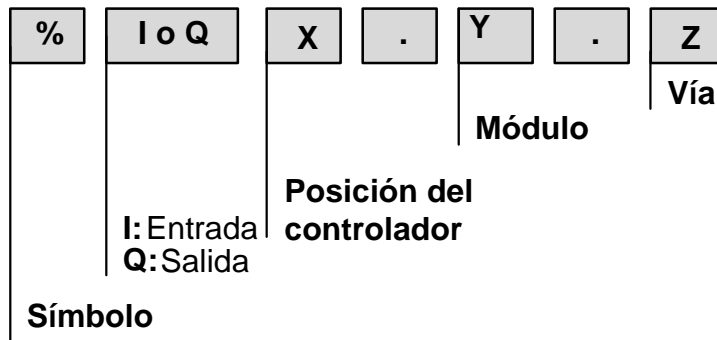 % I o Q X . Y . Z
Vía
Módulo
Posición del
controlador
I: Entrada
Q: Salida
Símbolo